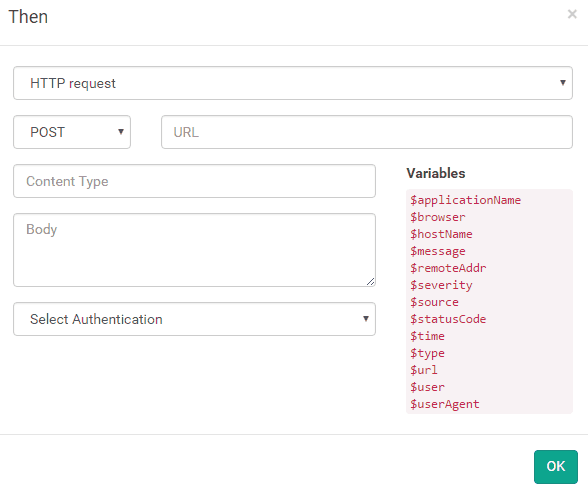 Then
×
HTTP request
POST
URL
Content Type
Body
Select Authentication
Variables
$applicationName
$browser
$hostName
$message
$remoteAddr
$severity
$source
$statusCode
$time
$type
$url
$user
$userAgent
OK